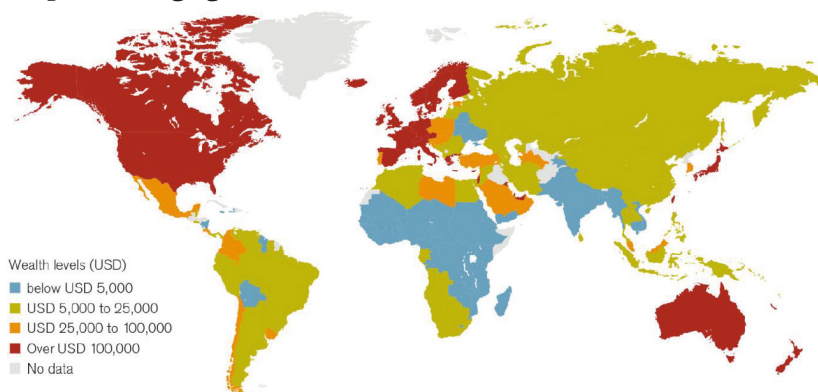 Wealth levels (USD)
below USD 5,000
USD 5,000 to 25,000
USD 25,000 to 100,000
Over USD 100,000
No data